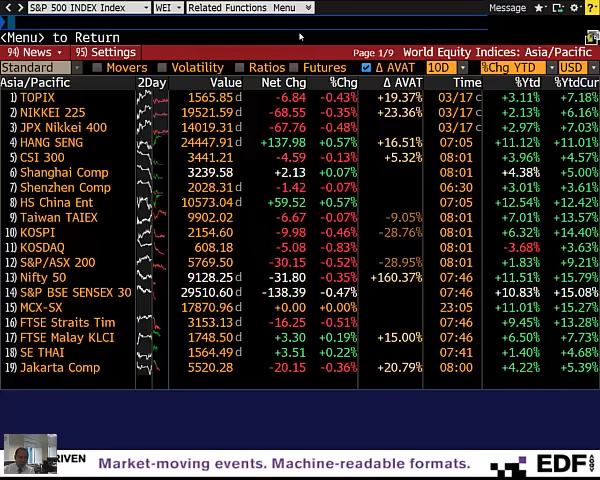 S&P 500 INDEX Index WEI Related Functions Menu Message
<Menu> to Return
94) News 95) Settings Page 1/9 World Equity Indices: Asia/Pacific
Standard Movers Volatility Ratios Futures Δ AVAT 10D %Chg YTD USD
Asia/Pacific 2Day Value Net Chg %Chg Δ AVAT Time %Ytd %YtdCur
1) TOPIX 1565.85 d -6.84 -0.43% +19.37% 03/17 c +3.11% +7.18%
2) NIKKEI 225 19521.59 d -68.55 -0.35% +23.36% 03/17 c +2.13% +6.16%
3) JPX Nikkei 400 14019.31 d -67.76 -0.48% 03/17 c +2.97% +7.03%
4) HANG SENG 24447.91 d +137.98 +0.57% +16.51% 07:05 +11.12% +11.01%
5) CSI 300 3441.21 -4.59 -0.13% +5.32% 08:01 +3.96% +4.57%
6) Shanghai Comp 3239.58 +2.13 +0.07% 08:01 +4.38% +5.00%
7) Shenzhen Comp 2028.31 d -1.42 -0.07% 06:30 +3.01% +3.61%
8) HS China Ent 10573.04 d +59.52 +0.57% 07:05 +12.54% +12.42%
9) Taiwan TAIEX 9902.02 -6.67 -0.07% -9.05% 08:01 +7.01% +13.57%
10) KOSPI 2154.60 d -9.98 -0.46% -28.76% 08:01 +6.32% +14.40%
11) KOSDAQ 608.18 -5.08 -0.83% 08:01 -3.68% +3.63%
12) S&P/ASX 200 5769.50 -30.15 -0.52% -28.95% 08:01 +1.83% +9.21%
13) Nifty 50 9128.25 d -31.80 -0.35% +160.37% 07:46 +11.51% +15.79%
14) S&P BSE SENSEX 30 29510.60 d -138.39 -0.47% 07:46 +10.83% +15.08%
15) MCX-SX 17870.96 d +0.00 +0.00% 23:05 +11.01% +15.27%
16) FTSE Straits Tim 3153.13 d -16.25 -0.51% 07:46 +9.45% +13.28%
17) FTSE Malay KLCI 1748.50 d +3.30 +0.19% +15.00% 07:46 +6.50% +7.73%
18) SE THAI 1564.49 d +3.51 +0.22% 07:41 +1.40% +4.68%
19) Jakarta Comp 5520.28 -20.15 -0.36% +20.79% 08:00 +4.22% +5.39%
RIVEN
Market-moving events. Machine-readable formats.
EDF